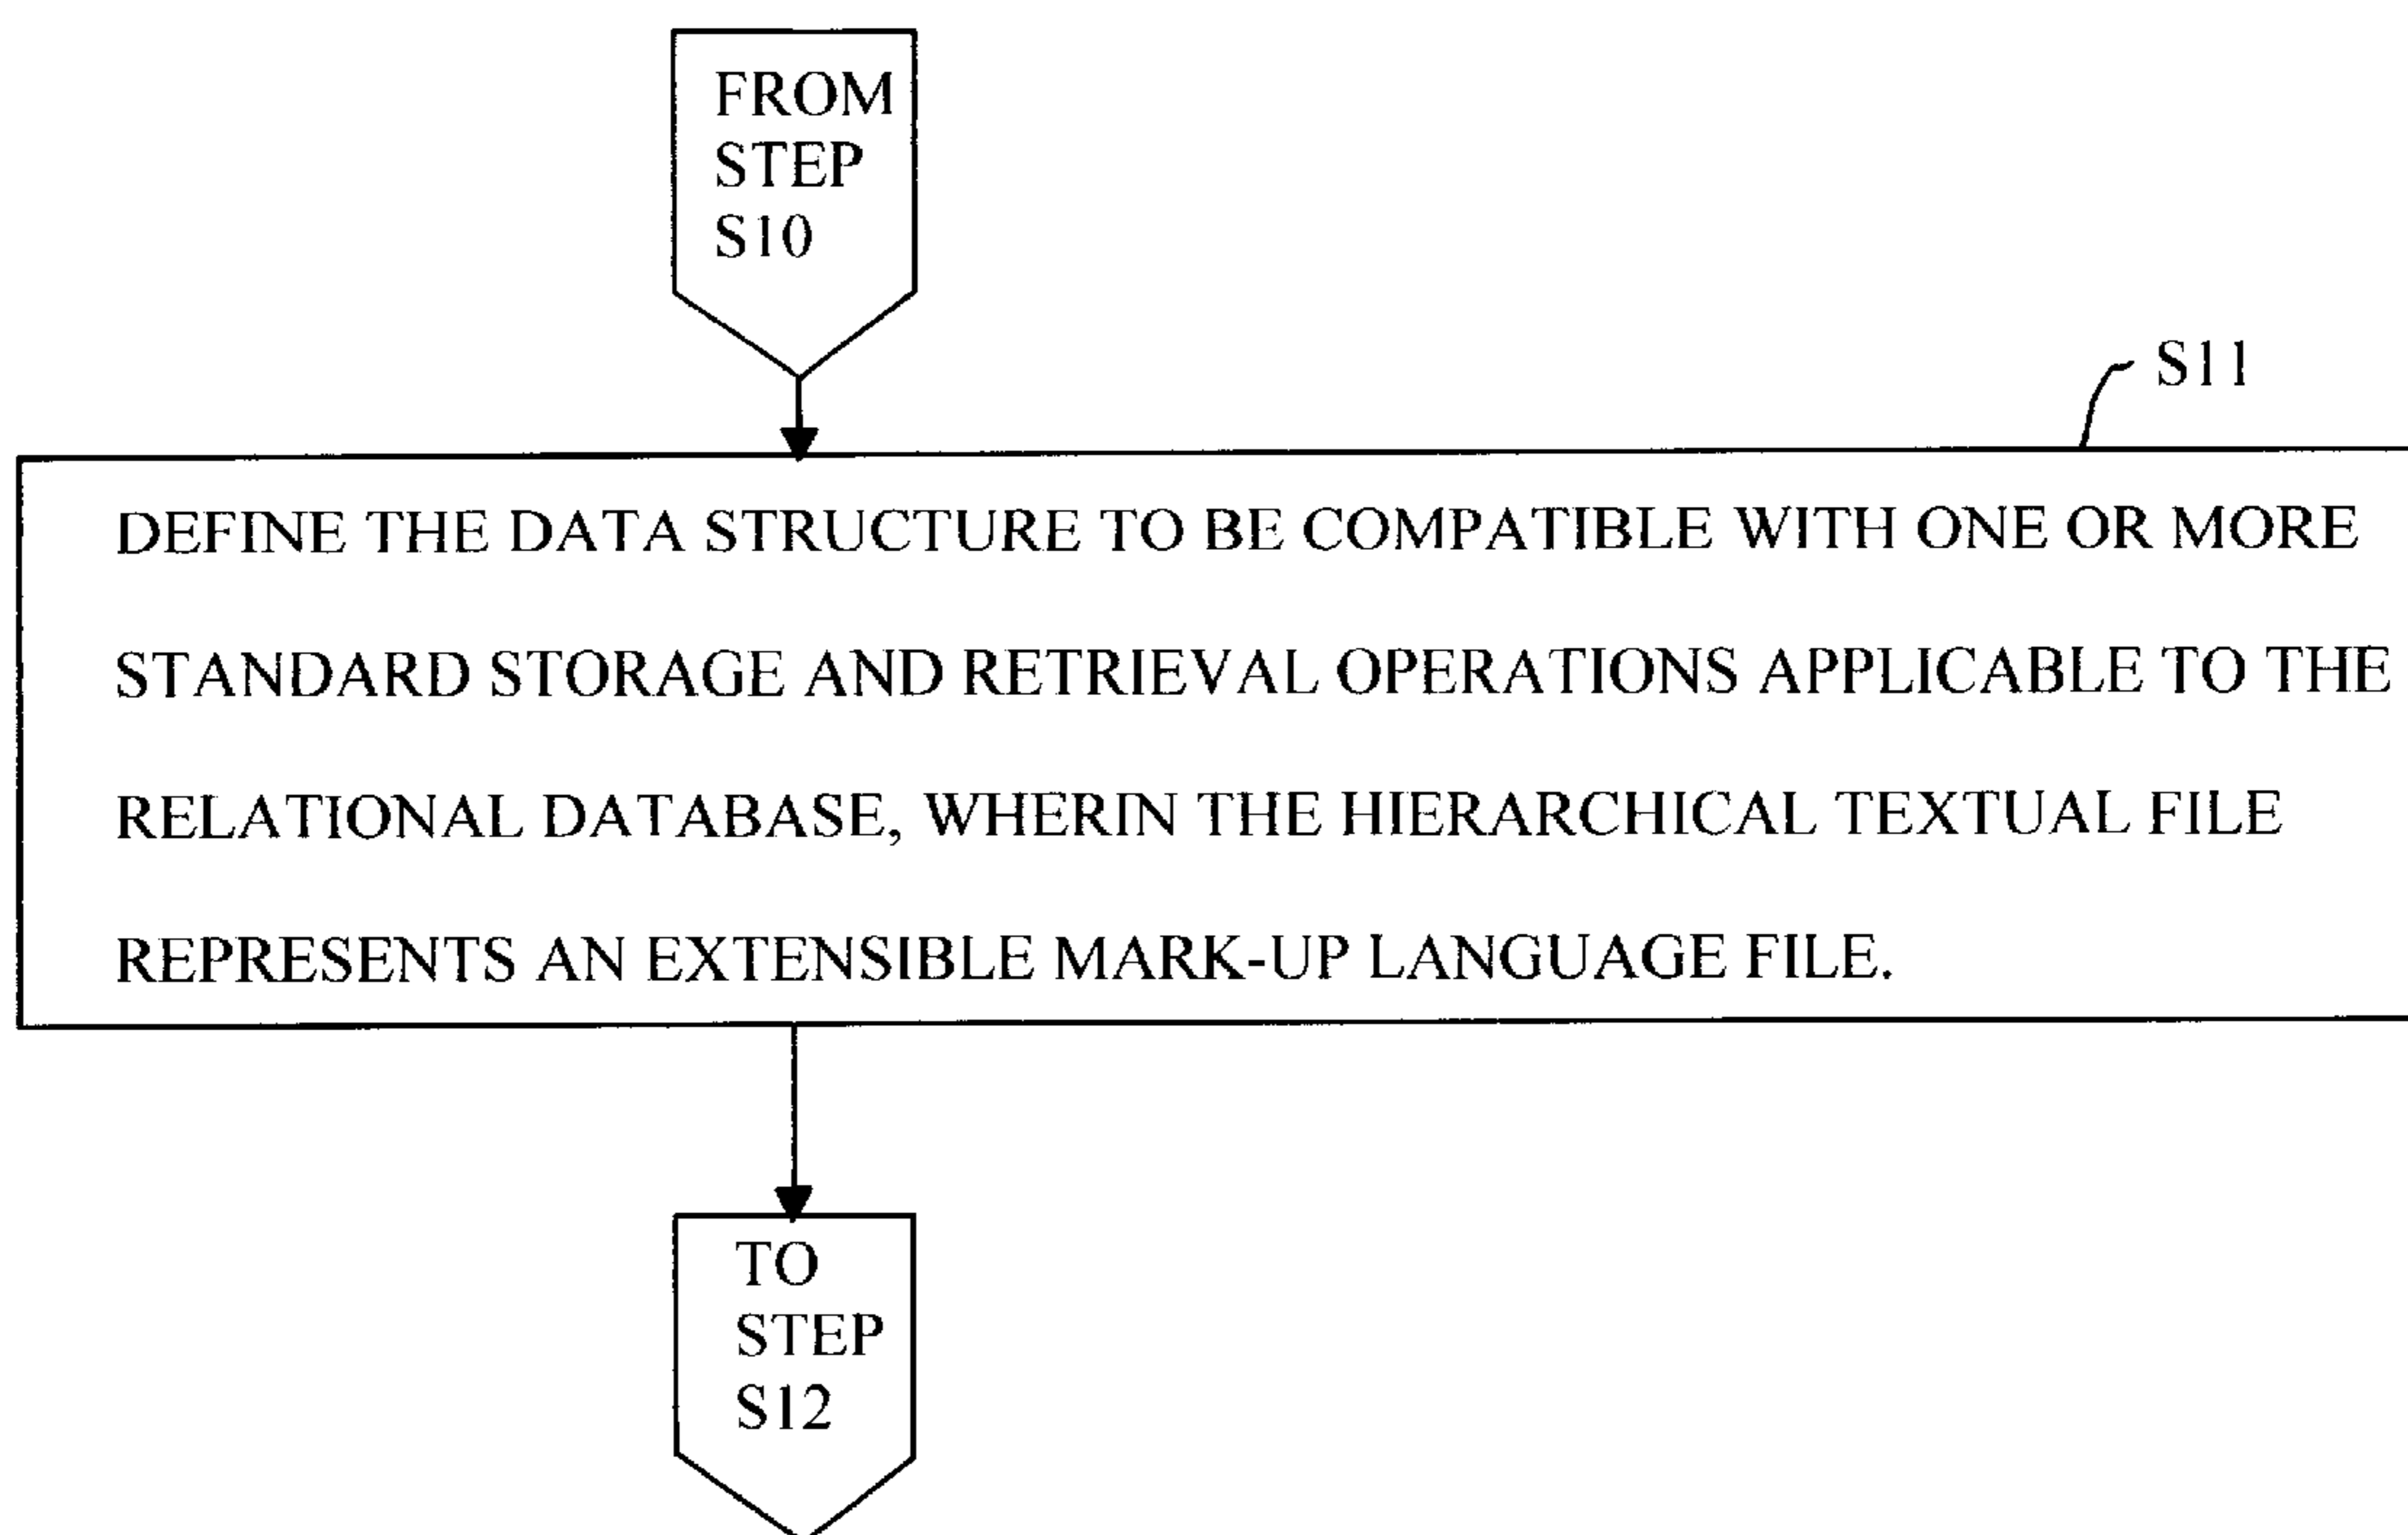 FROM
STEP
S10
S11
DEFINE THE DATA STRUCTURE TO BE COMPATIBLE WITH ONE OR MORE
STANDARD STORAGE AND RETRIEVAL OPERATIONS APPLICABLE TO THE
RELATIONAL DATABASE, WHERIN THE HIERARCHICAL TEXTUAL FILE
REPRESENTS AN EXTENSIBLE MARK-UP LANGUAGE FILE.
TO
STEP
S12